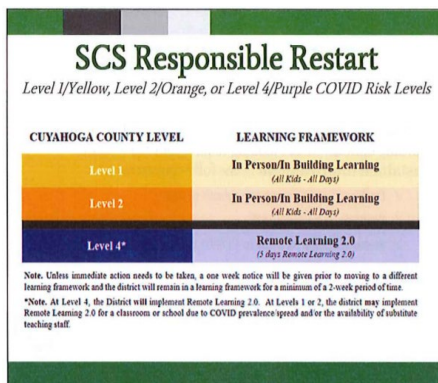 SCS Responsible Restart
Level 1/Yellow, Level 2/Orange, or Level 4/Purple COVID Risk Levels
CUYAHOGA COUNTY LEVEL LEARNING FRAMEWORK
Level 1 In Person/In Building Learning
(All Kids - All Days)
Level 2 In Person/In Building Learning
(All Kids - All Days)
Level 4* Remote Learning 2.0
(5 days Remote Learning 2.0)
Note. Unless immediate action needs to be taken, a one week notice will be given prior to moving to a different
learning framework and the district will remain in a learning framework for a minimum of a 2-week period of time.
*Note. At Level 4, the District will implement Remote Learning 2.0. At Levels 1 or 2, the district may implement
Remote Learning 2.0 for a classroom or school due to COVID prevalence/spread and/or the availability of substitute
teaching staff.